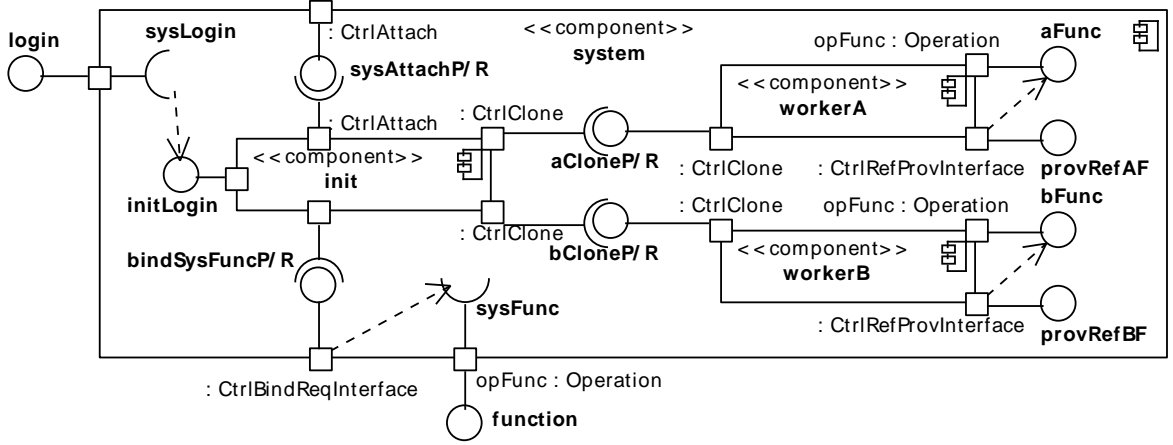 login
sysLogin
: CtrlAttach
<<component>>
system
opFunc : Operation
aFunc
sysAttachP/R
<<component>>
workerA
: CtrlAttach
: CtrlClone
<<component>>
init
aCloneP/R
: CtrlClone
: CtrlRefProvInterface
provRefAF
initLogin
: CtrlClone
: CtrlClone
opFunc : Operation
bFunc
bindSysFuncP/R
bCloneP/R
<<component>>
workerB
sysFunc
: CtrlRefProvInterface
provRefBF
: CtrlBindReqInterface
opFunc : Operation
function